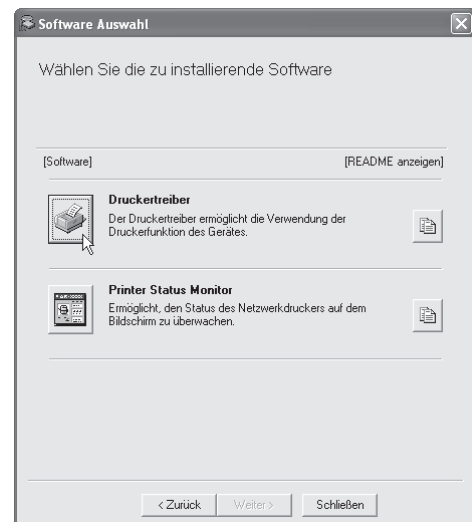 Software Auswahl
Wählen Sie die zu installierende Software
[Software] [README anzeigen]
Druckertreiber
Der Druckertreiber ermöglicht die Verwendung der
Druckerfunktion des Gerätes.
Printer Status Monitor
Ermöglicht, den Status des Netzwerkdruckers auf dem
Bildschirm zu überwachen.
< Zurück Weiter > Schließen